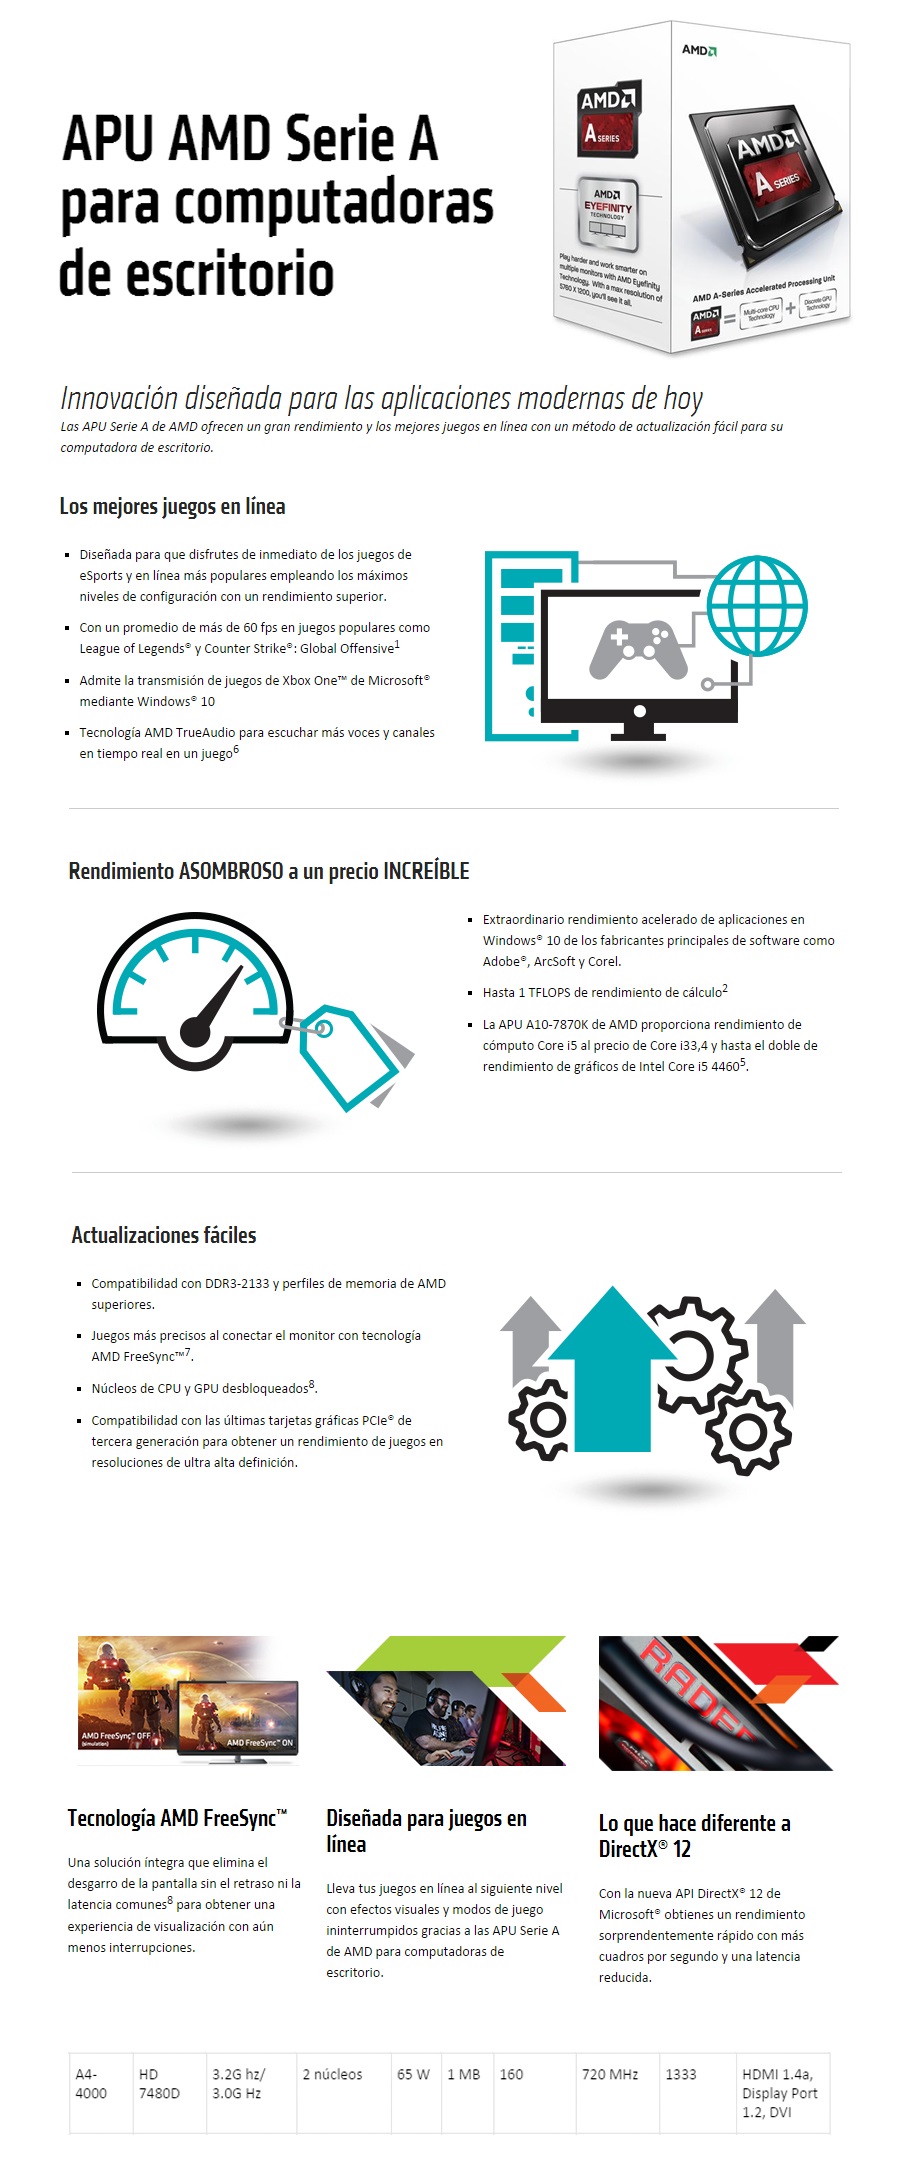 AMD
AMD
A SERIES
AMD
EYEFINITY
TECHNOLOGY
Play harder and work smarter on
multiple monitors with AMD Eyefinity
Technology. With a max resolution of
5760 X 1200, you'll see it all.
AMD
A SERIES
AMD A-Series Accelerated Processing Unit
AMD
A SERIES
=
Multi-core CPU
Technology
+
Discrete GPU
Technology
APU AMD Serie A
para computadoras
de escritorio
Innovación diseñada para las aplicaciones modernas de hoy
Las APU Serie A de AMD ofrecen un gran rendimiento y los mejores juegos en línea con un método de actualización fácil para su
computadora de escritorio.
Los mejores juegos en línea
▪ Diseñada para que disfrutes de inmediato de los juegos de
eSports y en línea más populares empleando los máximos
niveles de configuración con un rendimiento superior.
▪ Con un promedio de más de 60 fps en juegos populares como
League of Legends® y Counter Strike®: Global Offensive1
▪ Admite la transmisión de juegos de Xbox One™ de Microsoft®
mediante Windows® 10
▪ Tecnología AMD TrueAudio para escuchar más voces y canales
en tiempo real en un juego6
Rendimiento ASOMBROSO a un precio INCREÍBLE
▪ Extraordinario rendimiento acelerado de aplicaciones en
Windows® 10 de los fabricantes principales de software como
Adobe®, ArcSoft y Corel.
▪ Hasta 1 TFLOPS de rendimiento de cálculo2
▪ La APU A10-7870K de AMD proporciona rendimiento de
cómputo Core i5 al precio de Core i33,4 y hasta el doble de
rendimiento de gráficos de Intel Core i5 44605.
Actualizaciones fáciles
▪ Compatibilidad con DDR3-2133 y perfiles de memoria de AMD
superiores.
▪ Juegos más precisos al conectar el monitor con tecnología
AMD FreeSync™7.
▪ Núcleos de CPU y GPU desbloqueados8.
▪ Compatibilidad con las últimas tarjetas gráficas PCIe® de
tercera generación para obtener un rendimiento de juegos en
resoluciones de ultra alta definición.
AMD FreeSync™ OFF
(simulation)
AMD FreeSync™ ON
Tecnología AMD FreeSync™
Una solución íntegra que elimina el
desgarro de la pantalla sin el retraso ni la
latencia comunes8 para obtener una
experiencia de visualización con aún
menos interrupciones.
Diseñada para juegos en
línea
Lleva tus juegos en línea al siguiente nivel
con efectos visuales y modos de juego
ininterrumpidos gracias a las APU Serie A
de AMD para computadoras de
escritorio.
RADE
Lo que hace diferente a
DirectX® 12
Con la nueva API DirectX® 12 de
Microsoft® obtienes un rendimiento
sorprendentemente rápido con más
cuadros por segundo y una latencia
reducida.
A4- HD 3.2G hz/ 2 núcleos 65 W 1 MB 160 720 MHz 1333 HDMI 1.4a,
4000 7480D 3.0G Hz Display Port
1.2, DVI